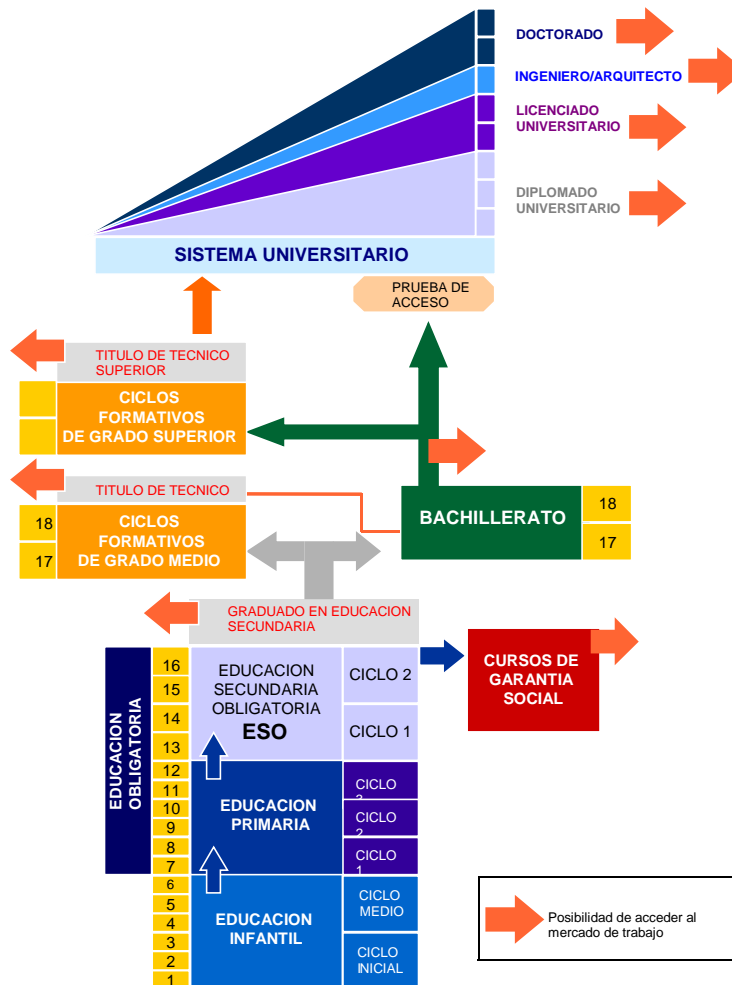 DOCTORADO
INGENIERO/ARQUITECTO
LICENCIADO
UNIVERSITARIO
DIPLOMADO
UNIVERSITARIO
SISTEMA UNIVERSITARIO
PRUEBA DE
ACCESO
TITULO DE TECNICO
SUPERIOR
CICLOS
FORMATIVOS
DE GRADO SUPERIOR
TITULO DE TECNICO
18
17
CICLOS
FORMATIVOS
DE GRADO MEDIO
BACHILLERATO
18
17
GRADUADO EN EDUCACION
SECUNDARIA
EDUCACION
OBLIGATORIA
16
15
14
13
12
11
10
9
8
7
6
5
4
3
2
1
EDUCACION
SECUNDARIA
OBLIGATORIA
ESO
CICLO 2
CICLO 1
CURSOS DE
GARANTIA
SOCIAL
EDUCACION
PRIMARIA
CICLO
3
CICLO
2
CICLO
1
EDUCACION
INFANTIL
CICLO
MEDIO
CICLO
INICIAL
Posibilidad de acceder al
mercado de trabajo